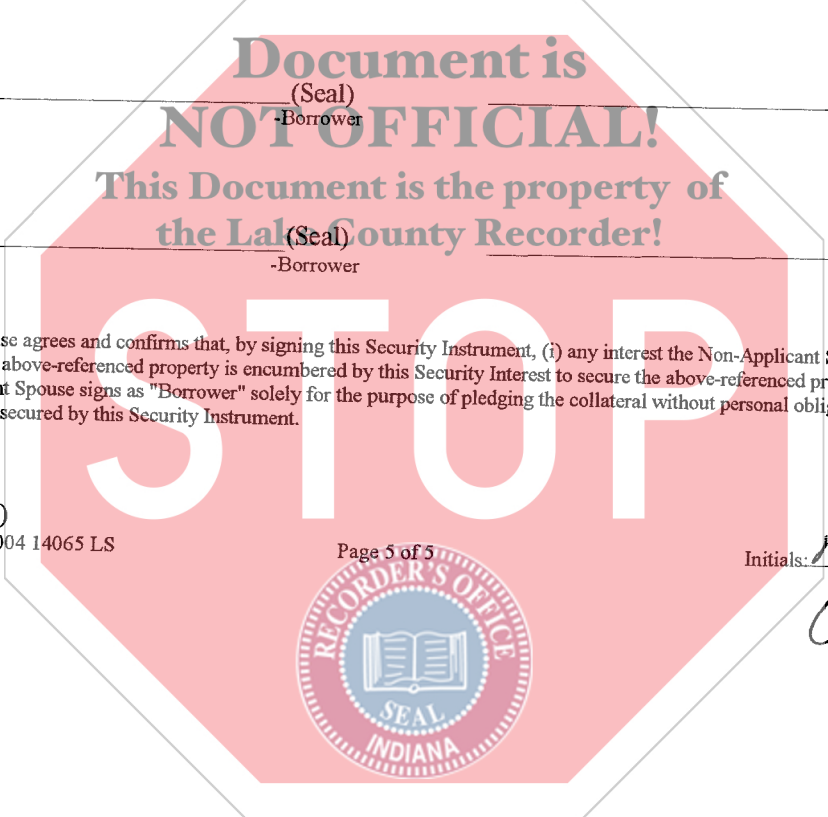 Document is
(Seal)
-Borrower
NOT OFFICIAL!
This Document is the property of
the Lake County Recorder!
(Seal)
-Borrower
se agrees and confirms that, by signing this Security Instrument, (i) any interest the Non-Applicant
above-referenced property is encumbered by this Security Interest to secure the above-referenced pr
t Spouse signs as "Borrower" solely for the purpose of pledging the collateral without personal oblig
secured by this Security Instrument.
STOP
004 14065 LS Page 5 of 5 Initials:
RECORDER'S OFFICE
SEAL
INDIANA